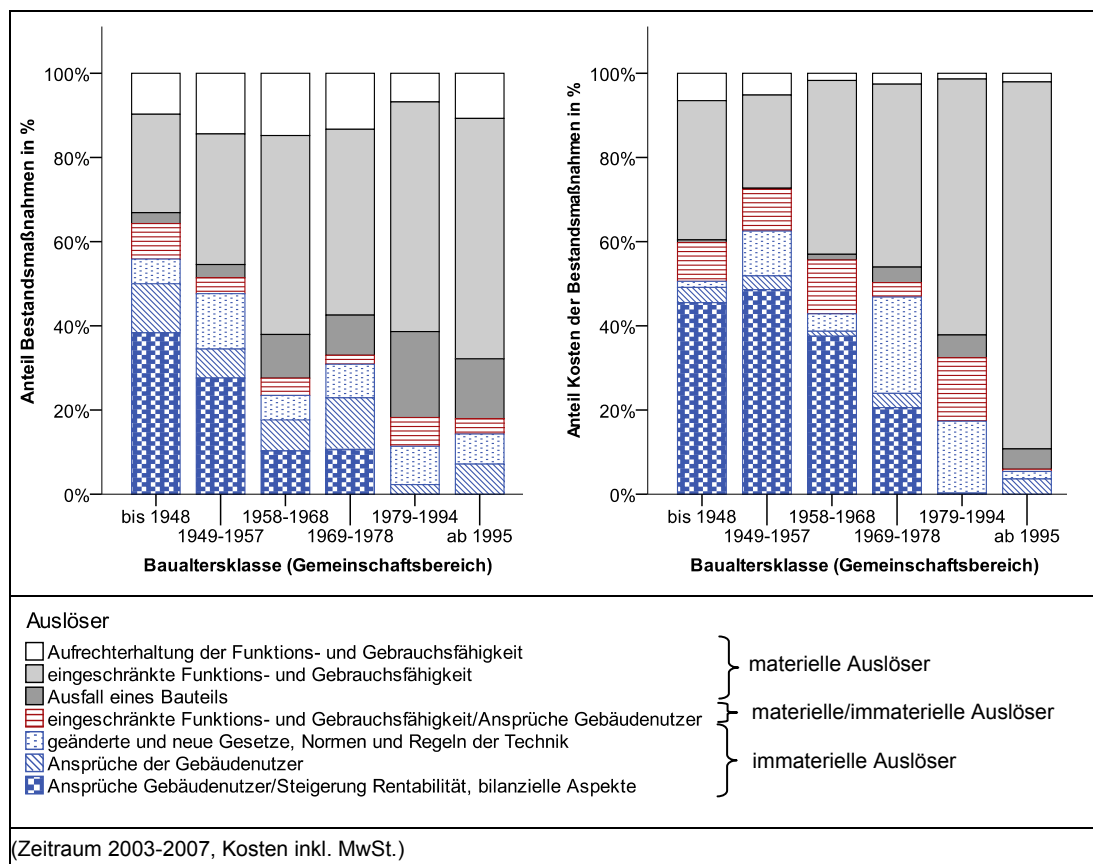 Anteil Bestandsmaßnahmen in %
100%
80%
60%
40%
20%
0%
bis 1948
1958-1968
1979-1994
1949-1957
1969-1978
ab 1995
Baualtersklasse (Gemeinschaftsbereich)
Anteil Kosten der Bestandsmaßnahmen in %
100%
80%
60%
40%
20%
0%
bis 1948
1958-1968
1979-1994
1949-1957
1969-1978
ab 1995
Baualtersklasse (Gemeinschaftsbereich)
Auslöser
Aufrechterhaltung der Funktions- und Gebrauchsfähigkeit
eingeschränkte Funktions- und Gebrauchsfähigkeit
Ausfall eines Bauteils
eingeschränkte Funktions- und Gebrauchsfähigkeit/Ansprüche Gebäudenutzer
geänderte und neue Gesetze, Normen und Regeln der Technik
Ansprüche der Gebäudenutzer
Ansprüche Gebäudenutzer/Steigerung Rentabilität, bilanzielle Aspekte
materielle Auslöser
materielle/immaterielle Auslöser
immaterielle Auslöser
(Zeitraum 2003-2007, Kosten inkl. MwSt.)